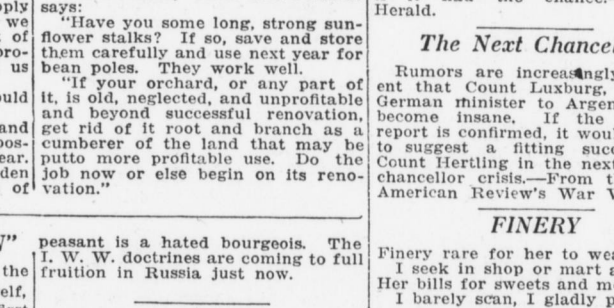 pply
we
of
pro-
us
ould
and
pos-
ear.
den
of
the
elf,
says:
"Have you some long, strong sun-
flower stalks? If so, save and store
them carefully and use next year for
bean poles. They work well.
"If your orchard, or any part of
it, is old, neglected, and unprofitable
and beyond successful renovation,
get rid of it root and branch as a
cumberer of the land that may be
putto more profitable use. Do the
job now or else begin on its reno-
vation."
peasant is a hated bourgeois. The
I. W. W. doctrines are coming to full
fruition in Russia just now.
Herald.
The Next Chance
Rumors are increasingly
ent that Count Luxburg,
German minister to Argen
become insane. If the
report is confirmed, it wou
to suggest a fitting succ
Count Hertling in the next
chancellor crisis.—From t
American Review's War
FINERY
Finery rare for her to wea
I seek in shop or mart a
Her bills for sweets and m
I barely scan, I gladly p